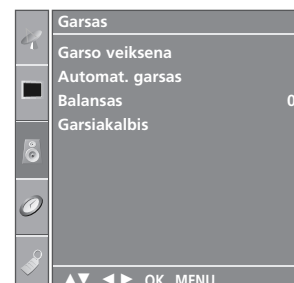 Garsas
Garso veiksena
Automat. garsas
Balansas 0
Garsiakalbis
▲▼ ◄ ► OK MENU